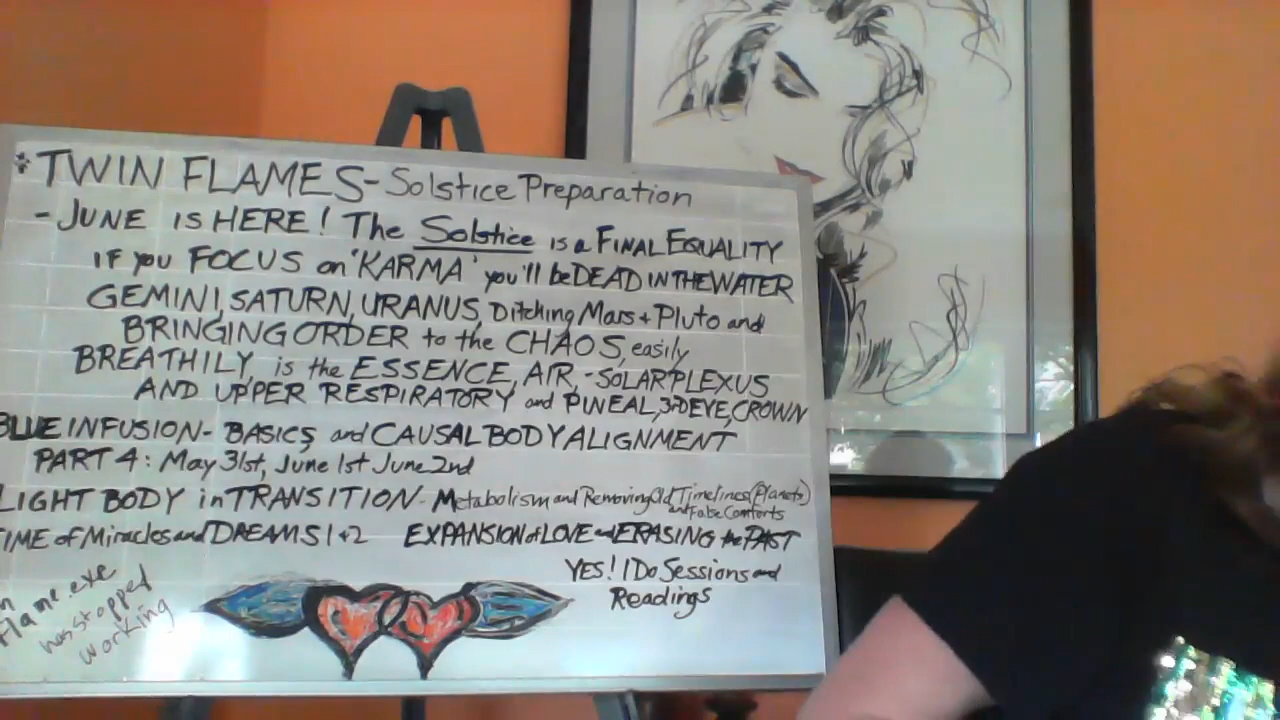 *TWIN FLAMES - Solstice Preparation
- JUNE IS HERE! The Solstice is a FINAL EQUALITY
IF you FOCUS on "KARMA" you'll be DEAD IN THE WATER
GEMINI, SATURN, URANUS, Ditching Mars + Pluto and
BRINGING ORDER to the CHAOS, easily
BREATHILY, is the ESSENCE, AIR, - SOLAR PLEXUS
AND UPPER RESPIRATORY and PINEAL, 3rD EYE, CROWN
BLUE INFUSION - BASICS and CAUSAL BODY ALIGNMENT
PART 4: May 31st, June 1st June 2nd
LIGHT BODY in TRANSITION - Metabolism and Removing Old Timelines (Planets)
and False Comforts
TIME of Miracles and DREAMS 1+2 EXPANSION of LOVE and ERASING the PAST
YES! I Do Sessions and
Readings
Flame.exe
has stopped
working